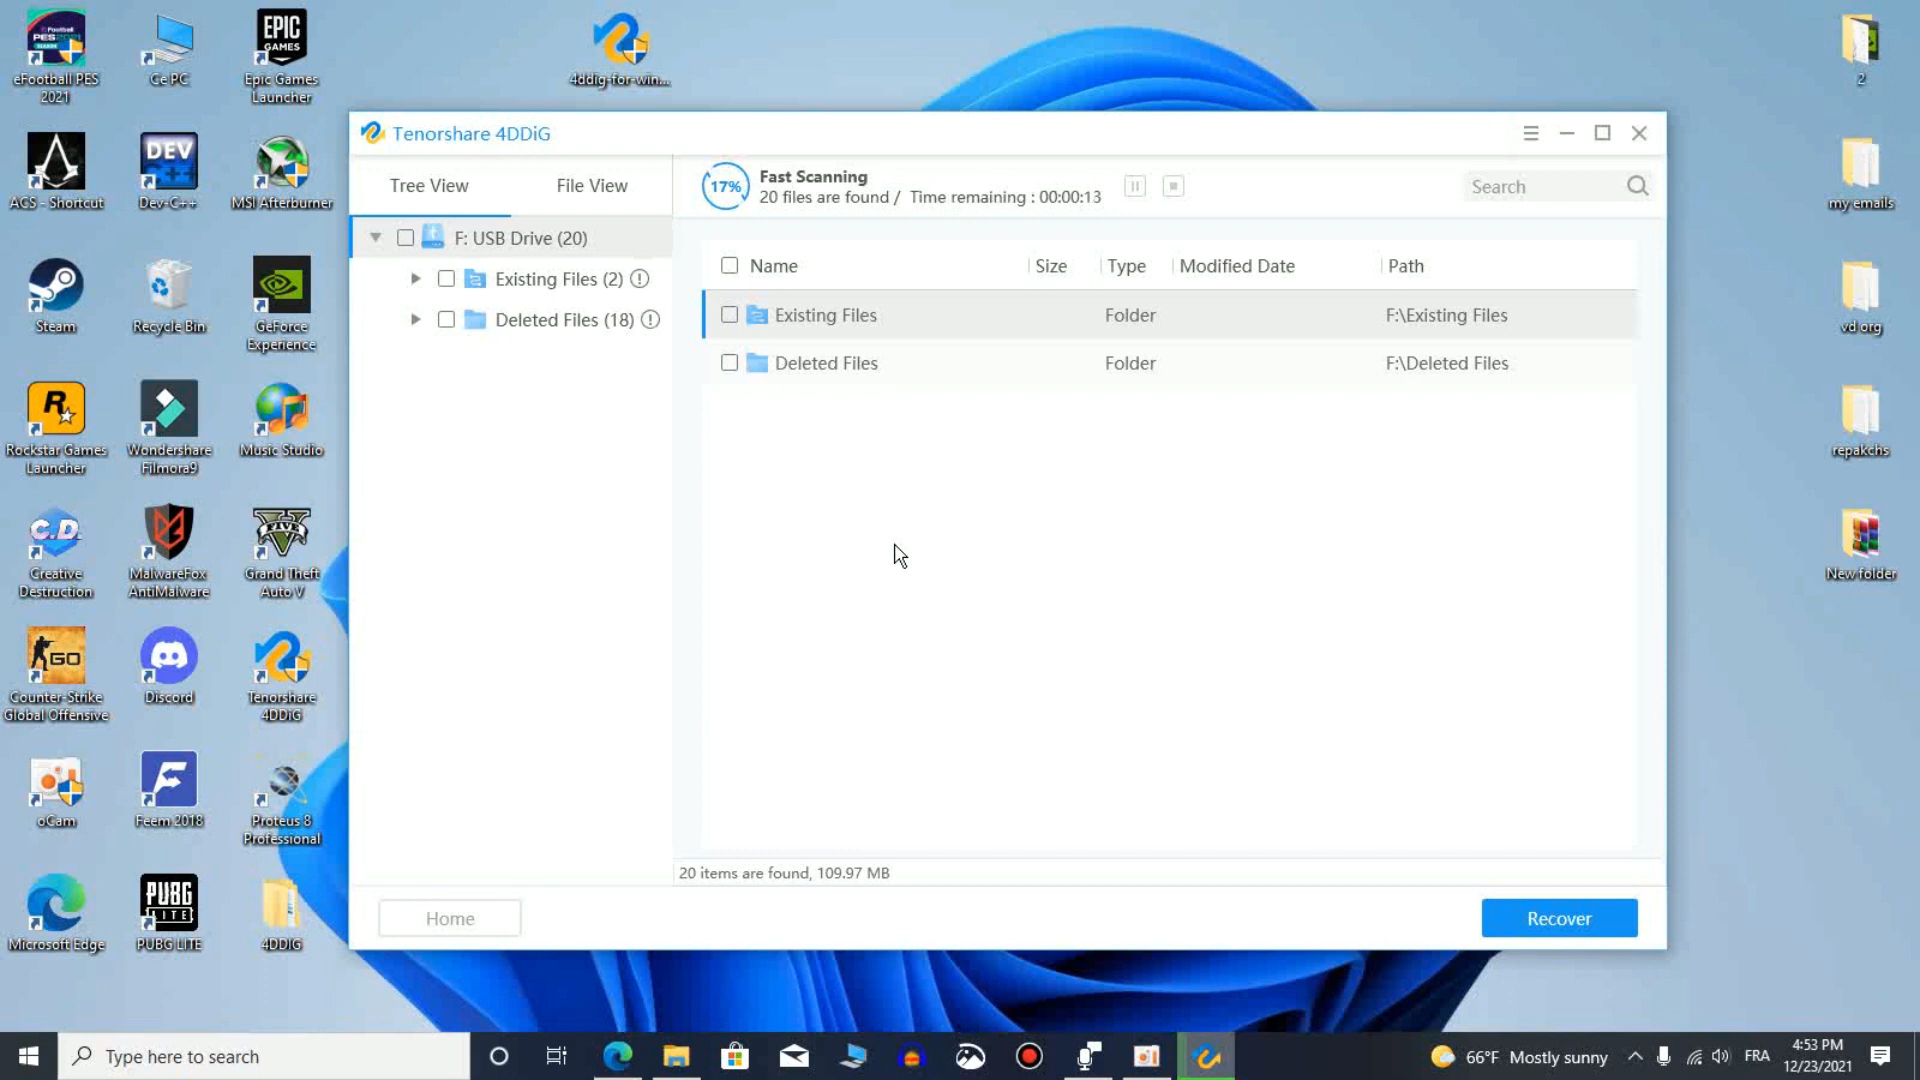 eFootball PES
2021
Ce PC
EPIC
GAMES
Epic Games
Launcher
4ddig-for-win...
2
ACS - Shortcut
DEV
C++
Dev-C++
MSI Afterburner
my emails
Steam
Recycle Bin
GeForce
Experience
vd org
Rockstar Games
Launcher
Wondershare
Filmora9
Music Studio
repakchs
C.D.
Creative
Destruction
MalwareFox
AntiMalware
FIVE
Grand Theft
Auto V
New folder
GO
Counter-Strike
Global Offensive
Discord
Tenorshare
4DDiG
oCam
Feem 2018
Proteus 8
Professional
Microsoft Edge
PUBG
LITE
PUBG LITE
4DDIG
Tenorshare 4DDiG
Tree View
File View
17%
Fast Scanning
20 files are found / Time remaining : 00:00:13
Search
F: USB Drive (20)
Existing Files (2)
Deleted Files (18)
Name Size Type Modified Date Path
Existing Files Folder F:\Existing Files
Deleted Files Folder F:\Deleted Files
20 items are found, 109.97 MB
Home
Recover
Type here to search
66°F Mostly sunny
FRA
4:53 PM
12/23/2021